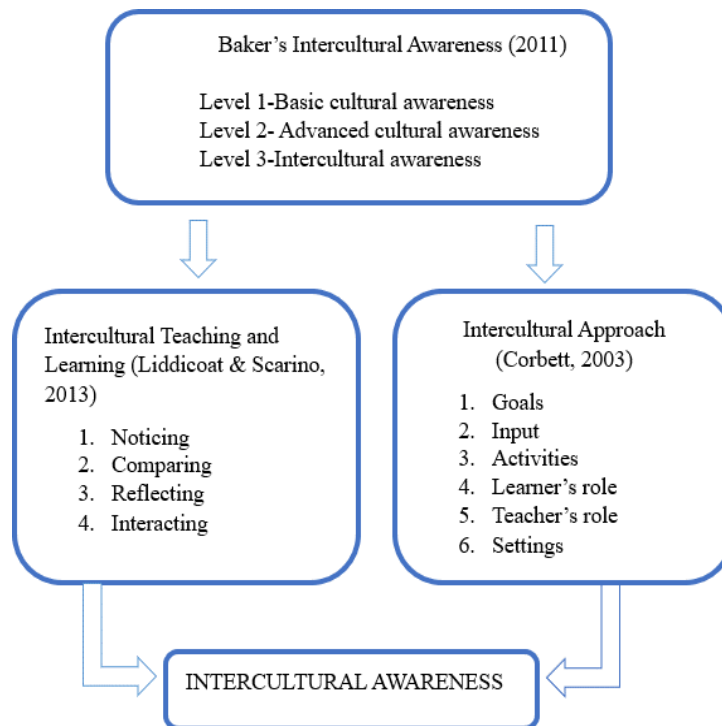 Baker’s Intercultural Awareness (2011)
Level 1-Basic cultural awareness
Level 2- Advanced cultural awareness
Level 3-Intercultural awareness
Intercultural Teaching and
Learning (Liddicoat & Scarino,
2013)
1. Noticing
2. Comparing
3. Reflecting
4. Interacting
Intercultural Approach
(Corbett, 2003)
1. Goals
2. Input
3. Activities
4. Learner’s role
5. Teacher’s role
6. Settings
INTERCULTURAL AWARENESS